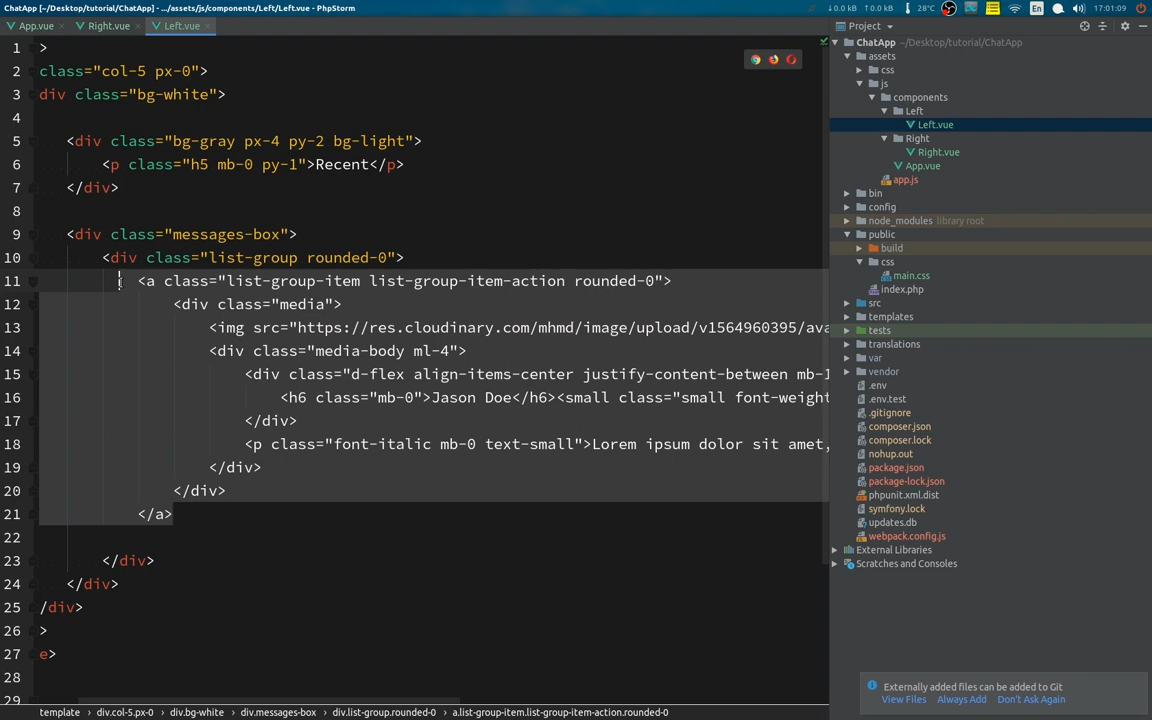 ChatApp [~/Desktop/tutorial/ChatApp] - .../assets/js/components/Left/Left.vue - PhpStorm
↓0.0 kB ↑0.0 kB 28°C En 17:01:09
App.vue Right.vue Left.vue
Project
1 >
2 class="col-5 px-0">
3 div class="bg-white">
4
5 <div class="bg-gray px-4 py-2 bg-light">
6 <p class="h5 mb-0 py-1">Recent</p>
7 </div>
8
9 <div class="messages-box">
10 <div class="list-group rounded-0">
11 <a class="list-group-item list-group-item-action rounded-0">
12 <div class="media">
13 <img src="https://res.cloudinary.com/mhmd/image/upload/v1564960395/ava
14 <div class="media-body ml-4">
15 <div class="d-flex align-items-center justify-content-between mb-1
16 <h6 class="mb-0">Jason Doe</h6><small class="small font-weight
17 </div>
18 <p class="font-italic mb-0 text-small">Lorem ipsum dolor sit amet,
19 </div>
20 </div>
21 </a>
22
23 </div>
24 </div>
25 /div>
26 >
27 e>
28
29
template div.col-5.px-0 div.bg-white div.messages-box div.list-group.rounded-0 a.list-group-item.list-group-item-action.rounded-0
ChatApp ~/Desktop/tutorial/ChatApp
assets
css
js
components
Left
Left.vue
Right
Right.vue
App.vue
app.js
bin
config
node_modules library root
public
build
css
main.css
index.php
src
templates
tests
translations
var
vendor
.env
.env.test
.gitignore
composer.json
composer.lock
nohup.out
package.json
package-lock.json
phpunit.xml.dist
symfony.lock
updates.db
webpack.config.js
External Libraries
Scratches and Consoles
Externally added files can be added to Git
View Files Always Add Don't Ask Again